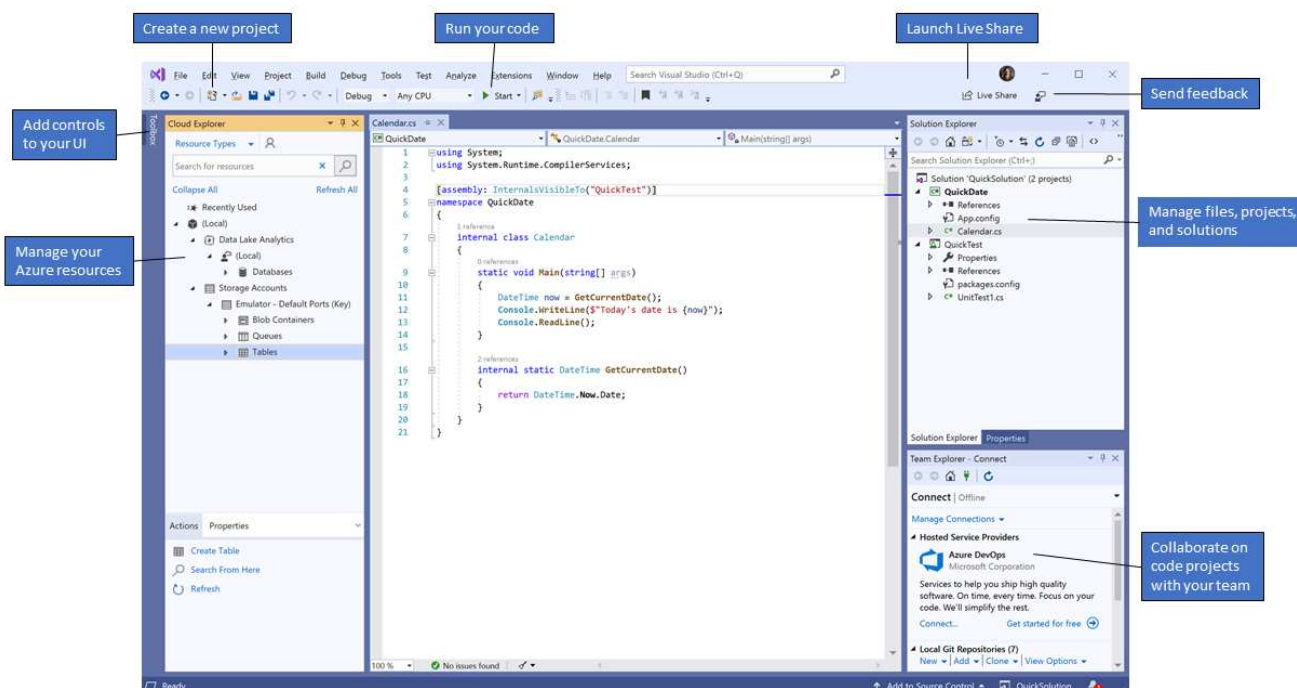 Create a new project
Run your code
Launch Live Share
File Edit View Project Build Debug Tools Test Analyze Extensions Window Help Search Visual Studio (Ctrl+Q)
Debug Any CPU Start Live Share
Send feedback
Add controls
to your UI
Toolbox
Cloud Explorer
Resource Types
Search for resources
Collapse All Refresh All
Recently Used
(Local)
Data Lake Analytics
(Local)
Databases
Storage Accounts
Emulator - Default Ports (Key)
Blob Containers
Queues
Tables
Manage your
Azure resources
Actions Properties
Create Table
Search From Here
Refresh
Calendar.cs
QuickDate QuickDate.Calendar Main(string[] args)
1 using System;
2 using System.Runtime.CompilerServices;
3
4 [assembly: InternalsVisibleTo("QuickTest")]
5 namespace QuickDate
6 {
1 reference
7 internal class Calendar
8 {
0 references
9 static void Main(string[] args)
10 {
11 DateTime now = GetCurrentDate();
12 Console.WriteLine($"Today's date is {now}");
13 Console.ReadLine();
14 }
15
2 references
16 internal static DateTime GetCurrentDate()
17 {
18 return DateTime.Now.Date;
19 }
20 }
21 }
100 % No issues found
Solution Explorer
Search Solution Explorer (Ctrl+;)
Solution 'QuickSolution' (2 projects)
QuickDate
References
App.config
Calendar.cs
QuickTest
Properties
References
packages.config
UnitTest1.cs
Solution Explorer Properties
Manage files, projects,
and solutions
Team Explorer - Connect
Connect | Offline
Manage Connections
Hosted Service Providers
Azure DevOps
Microsoft Corporation
Services to help you ship high quality
software. On time, every time. Focus on your
code. We'll simplify the rest.
Connect... Get started for free
Local Git Repositories (7)
New | Add | Clone | View Options
Collaborate on
code projects
with your team
Ready Add to Source Control QuickSolution